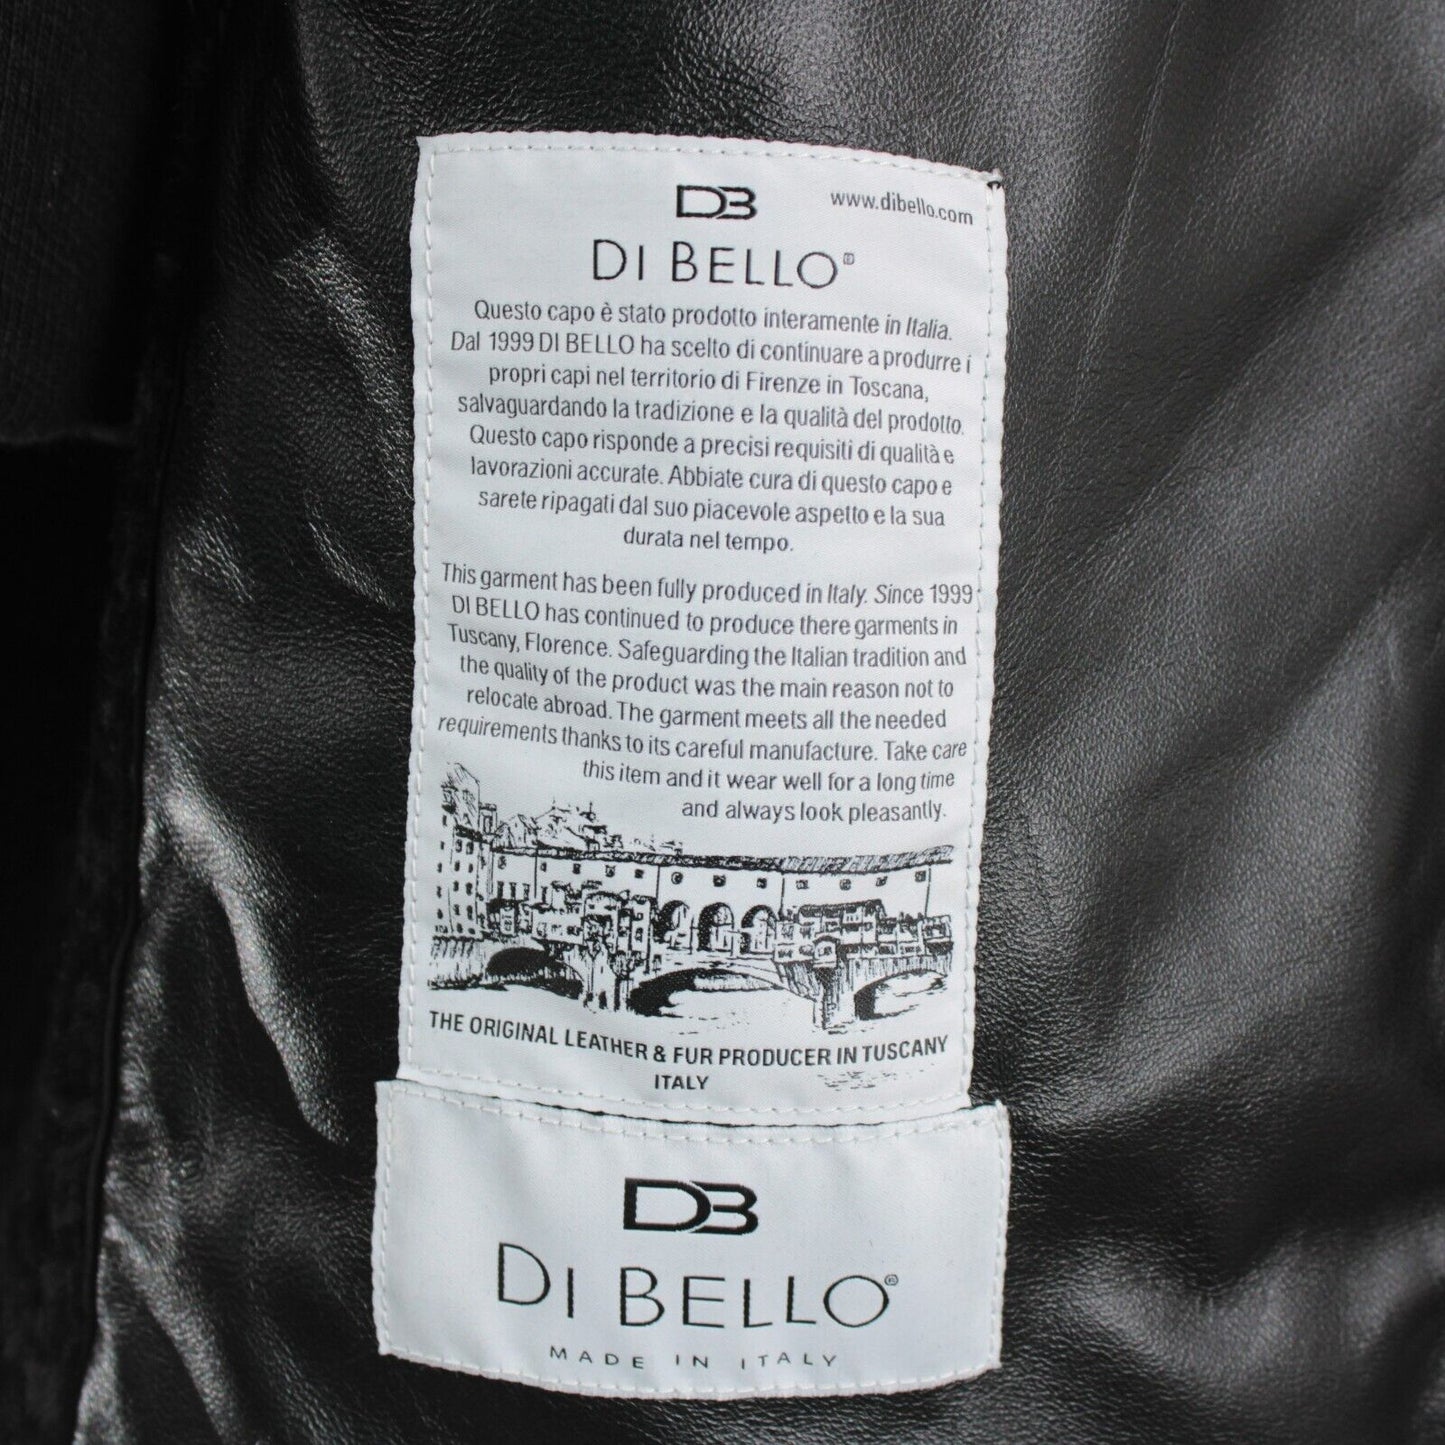 DB
www.dibello.com
DI BELLO®
Questo capo è stato prodotto interamente in Italia.
Dal 1999 DI BELLO ha scelto di continuare a produrre i
propri capi nel territorio di Firenze in Toscana,
salvaguardando la tradizione e la qualità del prodotto.
Questo capo risponde a precisi requisiti di qualità e
lavorazioni accurate. Abbiate cura di questo capo e
sarete ripagati dal suo piacevole aspetto e la sua
durata nel tempo.
This garment has been fully produced in Italy. Since 1999
DI BELLO has continued to produce there garments in
Tuscany, Florence. Safeguarding the Italian tradition and
the quality of the product was the main reason not to
relocate abroad. The garment meets all the needed
requirements thanks to its careful manufacture. Take care
this item and it wear well for a long time
and always look pleasantly.
THE ORIGINAL LEATHER & FUR PRODUCER IN TUSCANY
ITALY
DB
DI BELLO®
MADE IN ITALY